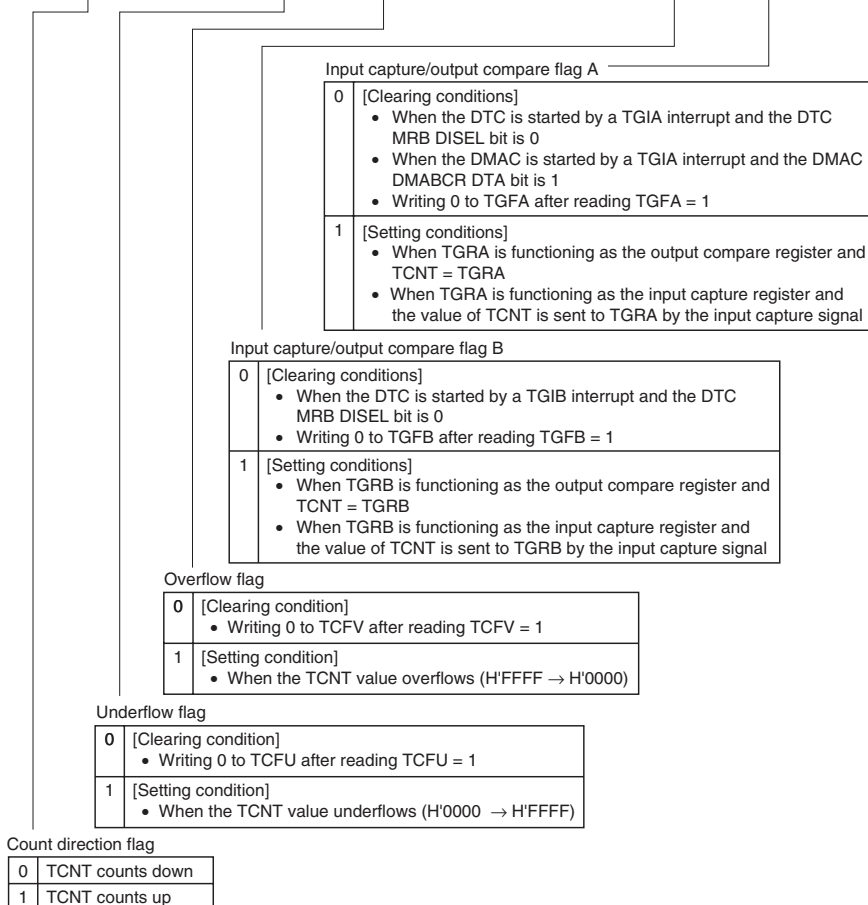 Input capture/output compare flag A
0 [Clearing conditions]
• When the DTC is started by a TGIA interrupt and the DTC
MRB DISEL bit is 0
• When the DMAC is started by a TGIA interrupt and the DMAC
DMABCR DTA bit is 1
• Writing 0 to TGFA after reading TGFA = 1
1 [Setting conditions]
• When TGRA is functioning as the output compare register and
TCNT = TGRA
• When TGRA is functioning as the input capture register and
the value of TCNT is sent to TGRA by the input capture signal
Input capture/output compare flag B
0 [Clearing conditions]
• When the DTC is started by a TGIB interrupt and the DTC
MRB DISEL bit is 0
• Writing 0 to TGFB after reading TGFB = 1
1 [Setting conditions]
• When TGRB is functioning as the output compare register and
TCNT = TGRB
• When TGRB is functioning as the input capture register and
the value of TCNT is sent to TGRB by the input capture signal
Overflow flag
0 [Clearing condition]
• Writing 0 to TCFV after reading TCFV = 1
1 [Setting condition]
• When the TCNT value overflows (H'FFFF → H'0000)
Underflow flag
0 [Clearing condition]
• Writing 0 to TCFU after reading TCFU = 1
1 [Setting condition]
• When the TCNT value underflows (H'0000 → H'FFFF)
Count direction flag
0 TCNT counts down
1 TCNT counts up